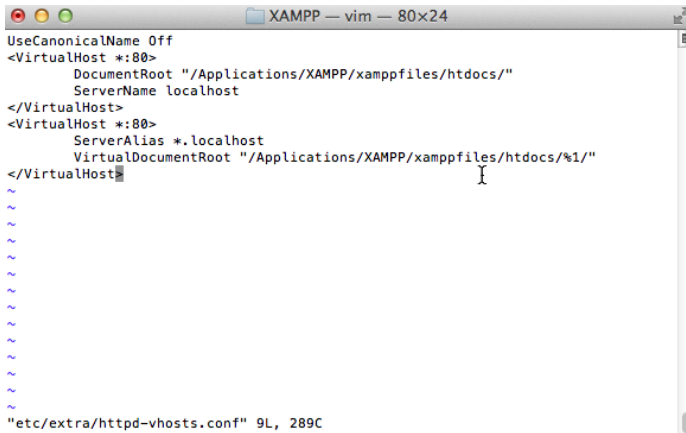 XAMPP — vim — 80×24
UseCanonicalName Off
<VirtualHost *:80>
        DocumentRoot "/Applications/XAMPP/xamppfiles/htdocs/"
        ServerName localhost
</VirtualHost>
<VirtualHost *:80>
        ServerAlias *.localhost
        VirtualDocumentRoot "/Applications/XAMPP/xamppfiles/htdocs/%1/"
</VirtualHost>
~
~
~
~
~
~
~
~
~
~
~
~
~
~
"etc/extra/httpd-vhosts.conf" 9L, 289C